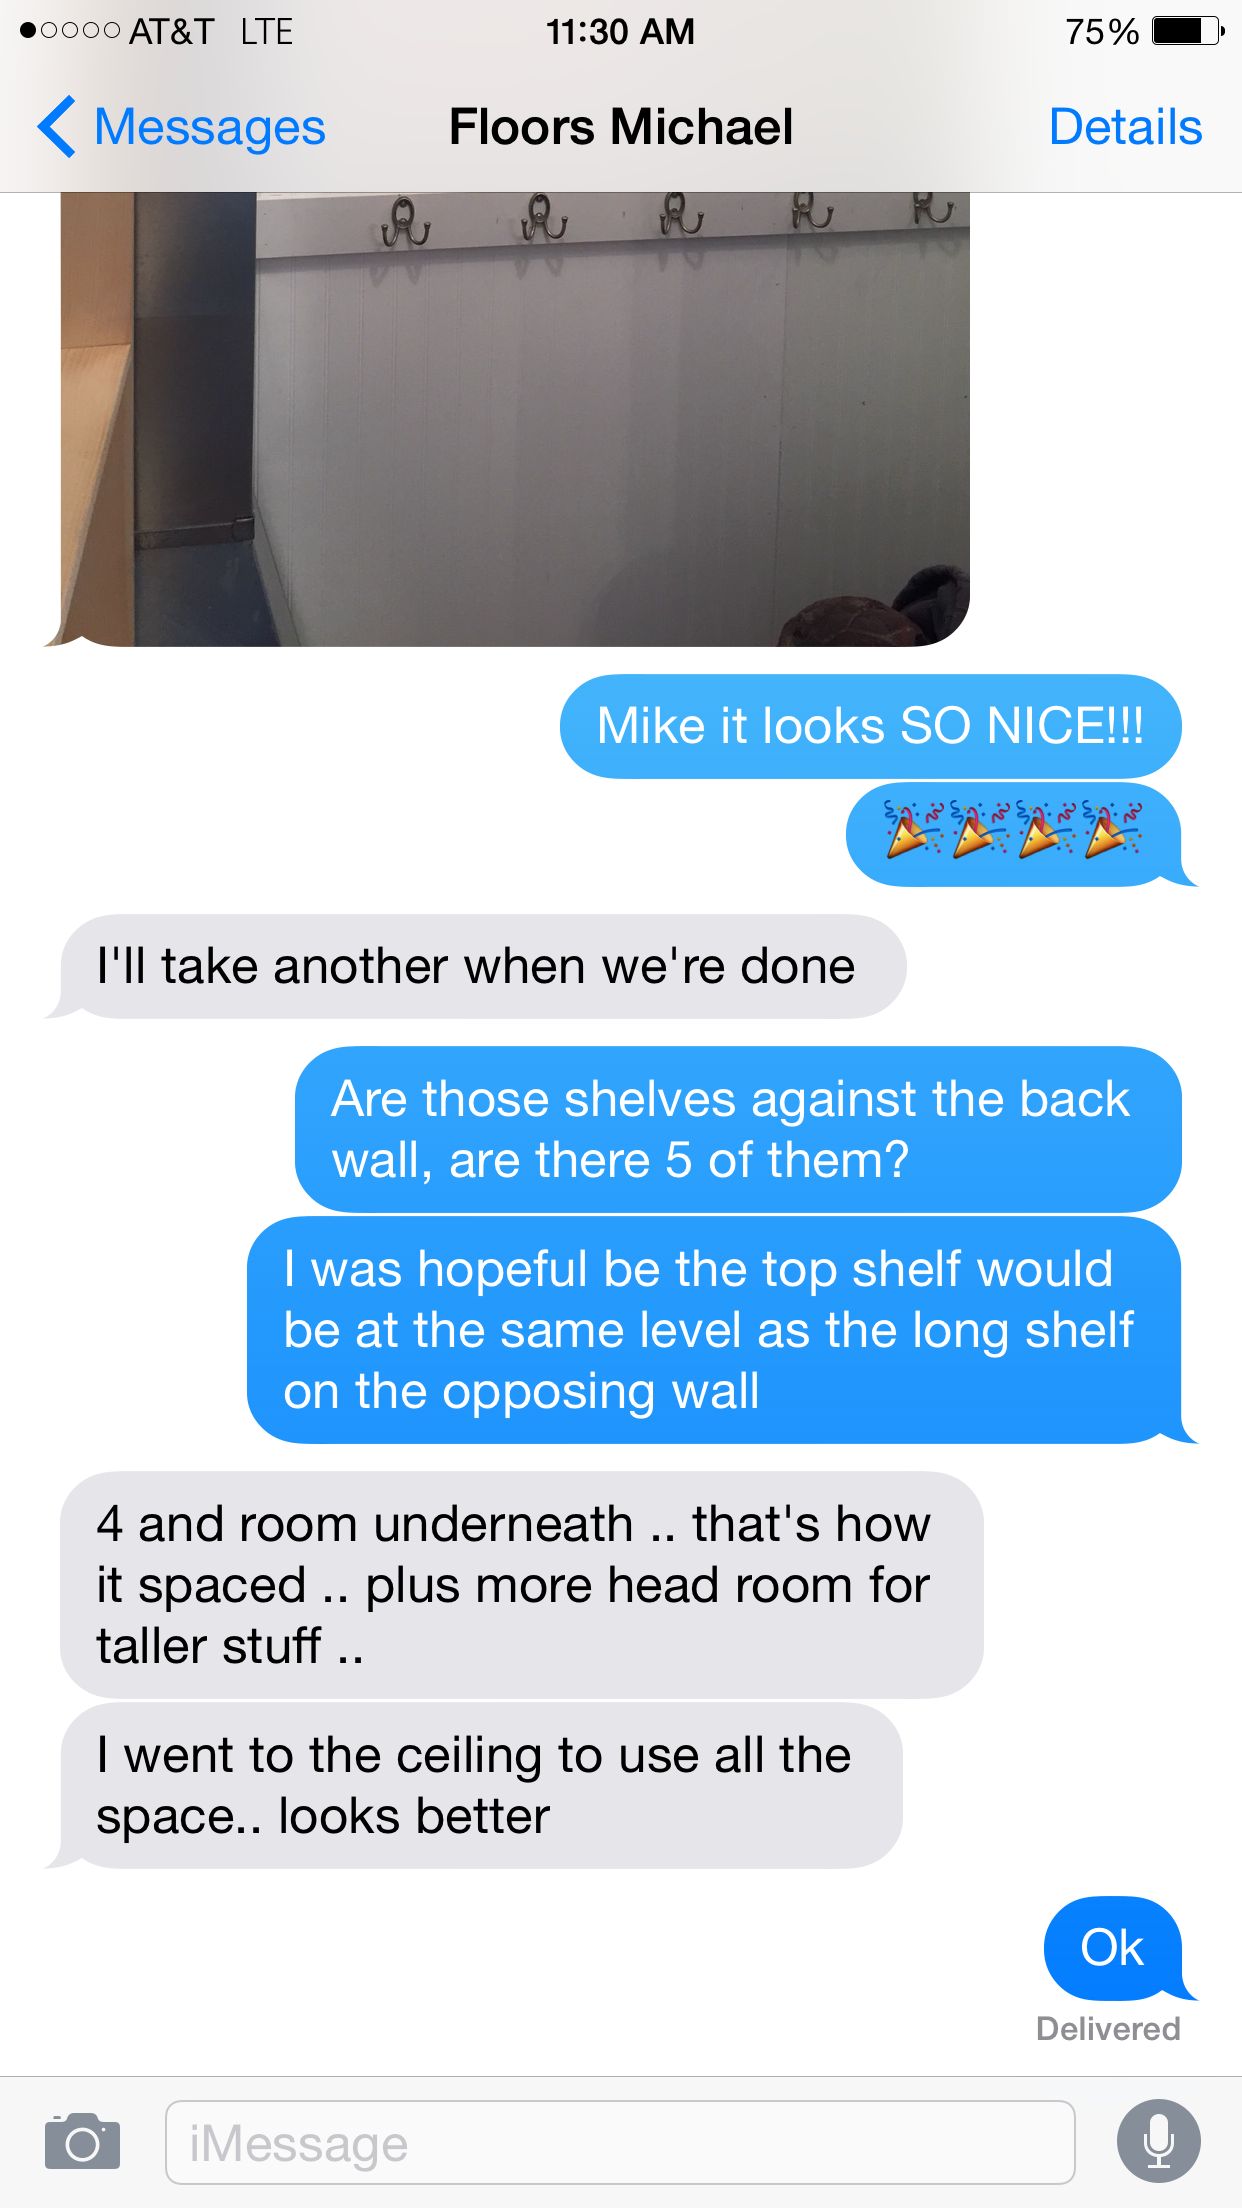 AT&T LTE 11:30 AM 75%
Messages Floors Michael Details
Mike it looks SO NICE!!!
🎉🎉🎉🎉
I'll take another when we're done
Are those shelves against the back
wall, are there 5 of them?
I was hopeful be the top shelf would
be at the same level as the long shelf
on the opposing wall
4 and room underneath .. that's how
it spaced .. plus more head room for
taller stuff ..
I went to the ceiling to use all the
space.. looks better
Ok
Delivered
iMessage